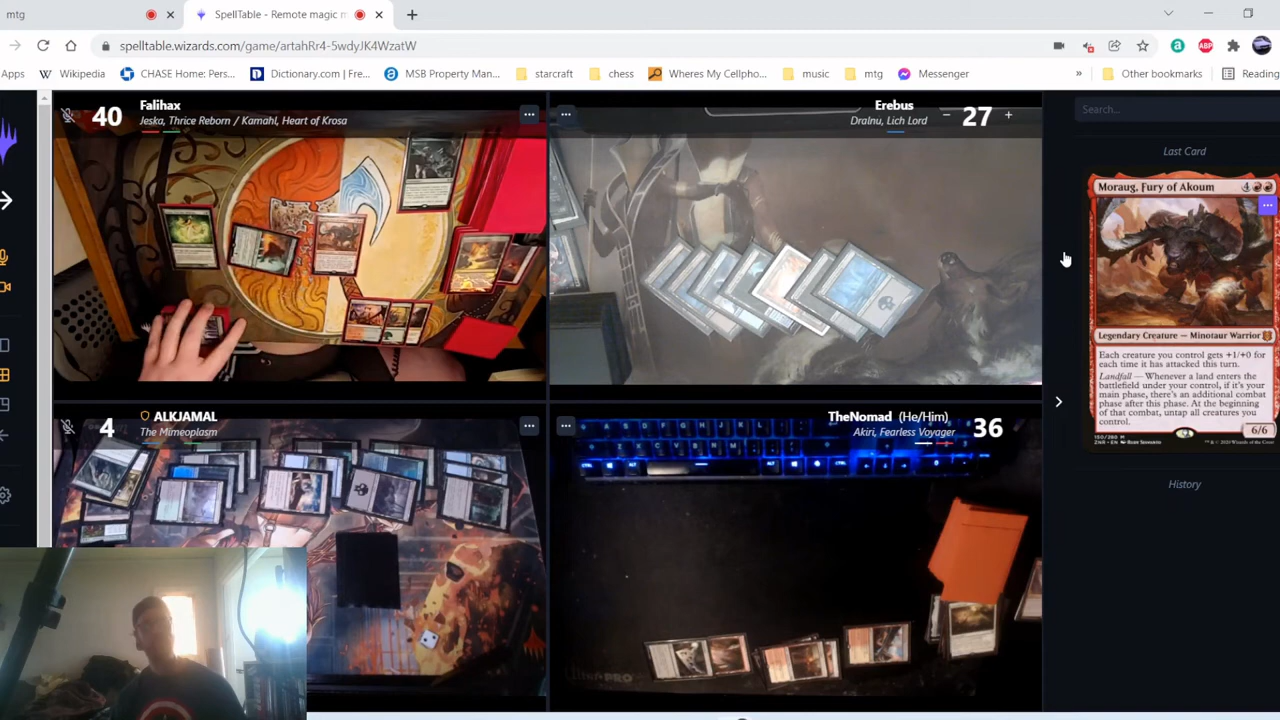 mtg
SpellTable - Remote magic m
spelltable.wizards.com/game/artahRr4-5wdyJK4WzatW
Apps
Wikipedia
CHASE Home: Pers...
Dictionary.com | Fre...
MSB Property Man...
starcraft
chess
Wheres My Cellpho...
music
mtg
Messenger
»
Other bookmarks
Reading
40
Falihax
Jeska, Thrice Reborn / Kamahl, Heart of Krosa
Erebus
Dralnu, Lich Lord
− 27 +
4
ALKJAMAL
The Mimeoplasm
TheNomad (He/Him)
Akiri, Fearless Voyager
36
Search...
Last Card
Moraug, Fury of Akoum
4
Legendary Creature — Minotaur Warrior
Each creature you control gets +1/+0 for
each time it has attacked this turn.
Landfall — Whenever a land enters the
battlefield under your control, if it's your
main phase, there's an additional combat
phase after this phase. At the beginning
of that combat, untap all creatures you
control.
6/6
History